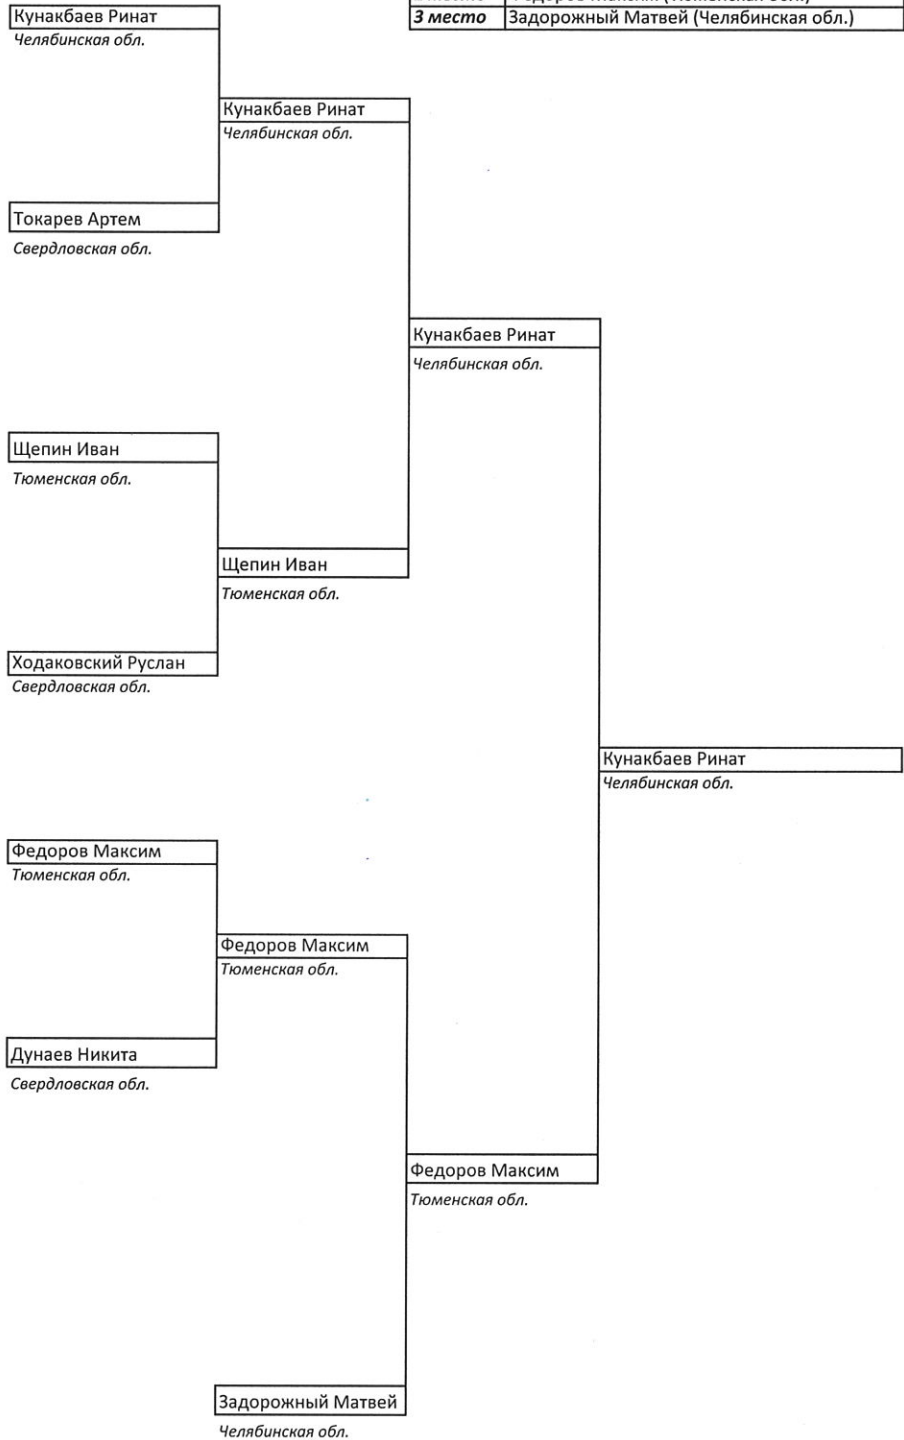 3 место Задорожный Матвей (Челябинская обл.)
Кунакбаев Ринат
Челябинская обл.
Кунакбаев Ринат
Челябинская обл.
Токарев Артем
Свердловская обл.
Кунакбаев Ринат
Челябинская обл.
Щепин Иван
Тюменская обл.
Щепин Иван
Тюменская обл.
Ходаковский Руслан
Свердловская обл.
Кунакбаев Ринат
Челябинская обл.
Федоров Максим
Тюменская обл.
Федоров Максим
Тюменская обл.
Дунаев Никита
Свердловская обл.
Федоров Максим
Тюменская обл.
Задорожный Матвей
Челябинская обл.